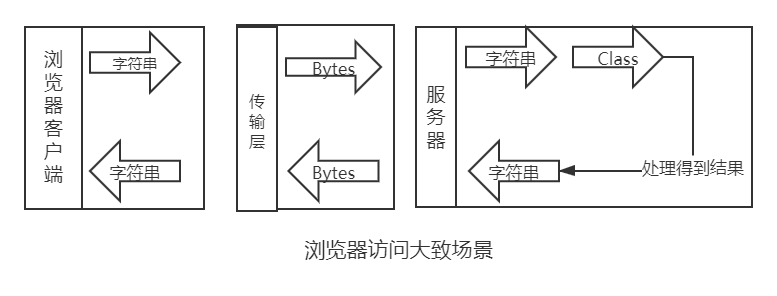 浏览器客户端
字符串
字符串
传输层
Bytes
Bytes
服务器
字符串
Class
处理得到结果
字符串
浏览器访问大致场景